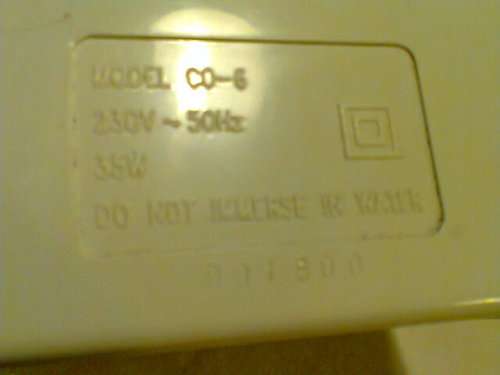 MODEL CO-6
230V ~ 50Hz
35W
DO NOT IMMERSE IN WATER